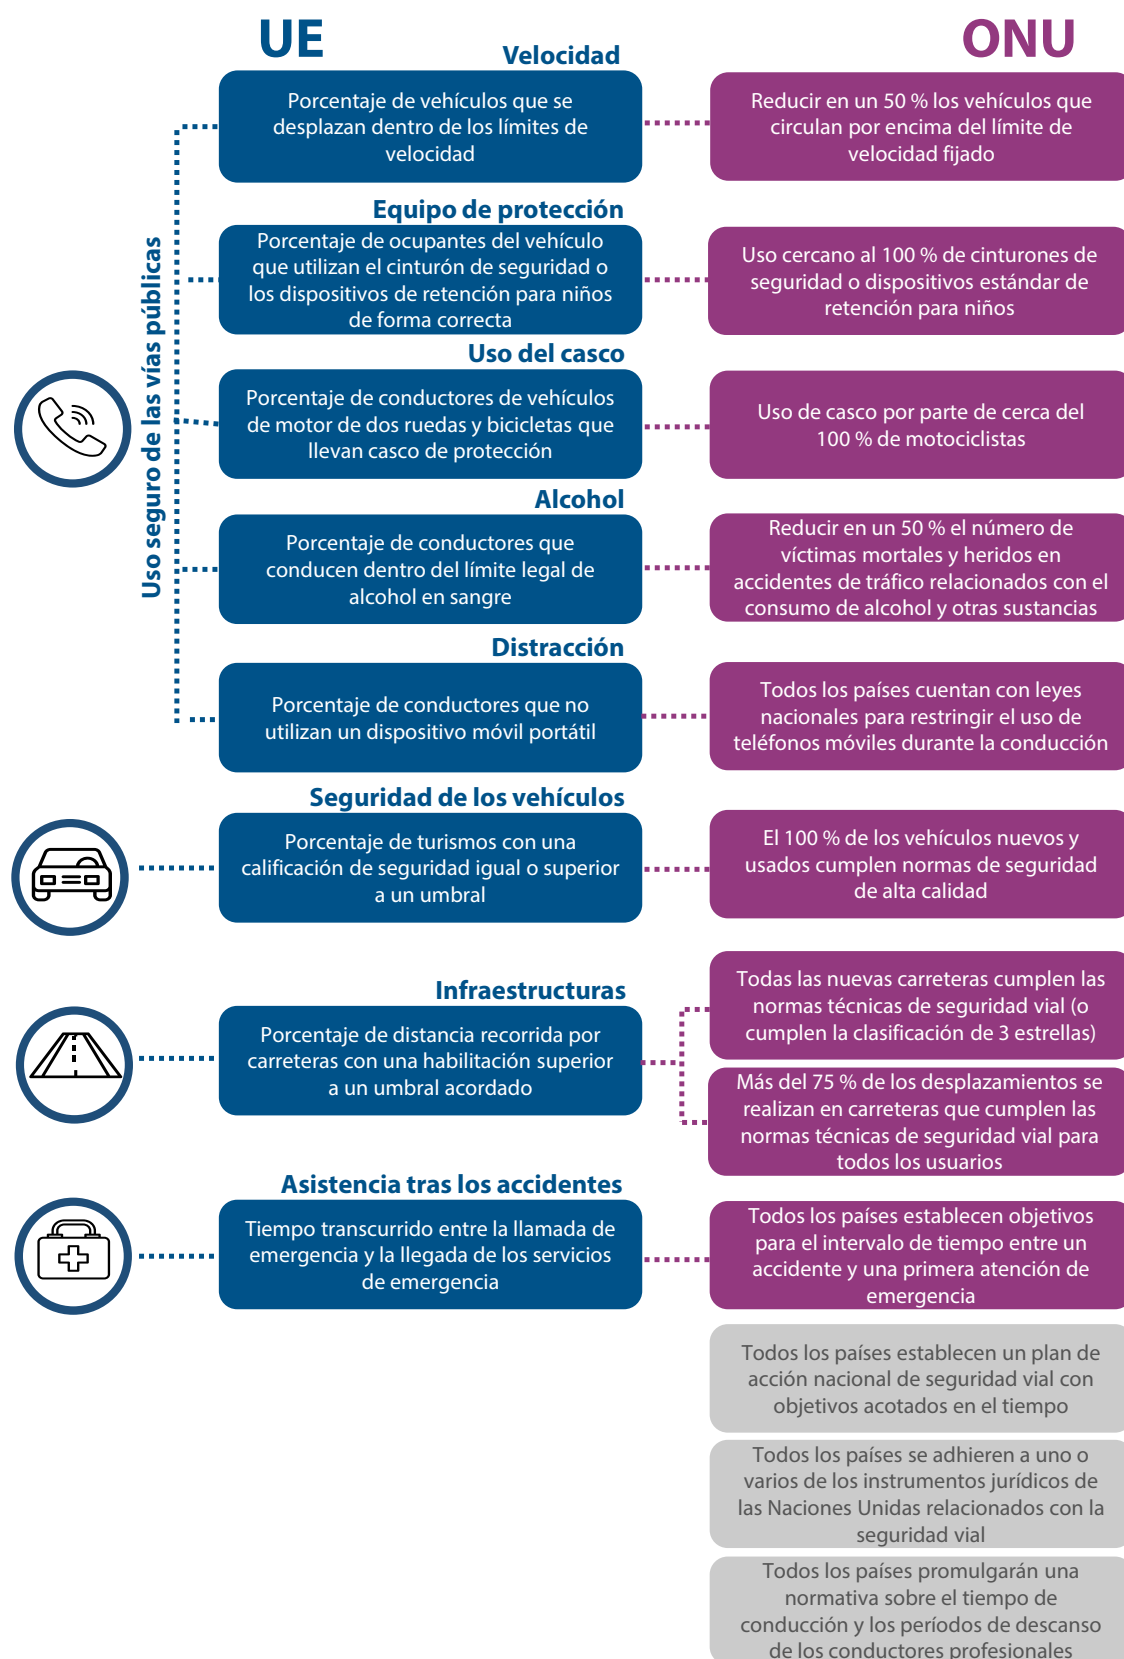 UE
ONU
Velocidad
Porcentaje de vehículos que se
desplazan dentro de los límites de
velocidad
Reducir en un 50 % los vehículos que
circulan por encima del límite de
velocidad fijado
Uso seguro de las vías públicas
Equipo de protección
Porcentaje de ocupantes del vehículo
que utilizan el cinturón de seguridad o
los dispositivos de retención para niños
de forma correcta
Uso cercano al 100 % de cinturones de
seguridad o dispositivos estándar de
retención para niños
Uso del casco
Porcentaje de conductores de vehículos
de motor de dos ruedas y bicicletas que
llevan casco de protección
Uso de casco por parte de cerca del
100 % de motociclistas
Alcohol
Porcentaje de conductores que
conducen dentro del límite legal de
alcohol en sangre
Reducir en un 50 % el número de
víctimas mortales y heridos en
accidentes de tráfico relacionados con el
consumo de alcohol y otras sustancias
Distracción
Porcentaje de conductores que no
utilizan un dispositivo móvil portátil
Todos los países cuentan con leyes
nacionales para restringir el uso de
teléfonos móviles durante la conducción
Seguridad de los vehículos
Porcentaje de turismos con una
calificación de seguridad igual o superior
a un umbral
El 100 % de los vehículos nuevos y
usados cumplen normas de seguridad
de alta calidad
Infraestructuras
Porcentaje de distancia recorrida por
carreteras con una habilitación superior
a un umbral acordado
Todas las nuevas carreteras cumplen las
normas técnicas de seguridad vial (o
cumplen la clasificación de 3 estrellas)
Más del 75 % de los desplazamientos se
realizan en carreteras que cumplen las
normas técnicas de seguridad vial para
todos los usuarios
Asistencia tras los accidentes
Tiempo transcurrido entre la llamada de
emergencia y la llegada de los servicios
de emergencia
Todos los países establecen objetivos
para el intervalo de tiempo entre un
accidente y una primera atención de
emergencia
Todos los países establecen un plan de
acción nacional de seguridad vial con
objetivos acotados en el tiempo
Todos los países se adhieren a uno o
varios de los instrumentos jurídicos de
las Naciones Unidas relacionados con la
seguridad vial
Todos los países promulgarán una
normativa sobre el tiempo de
conducción y los períodos de descanso
de los conductores profesionales